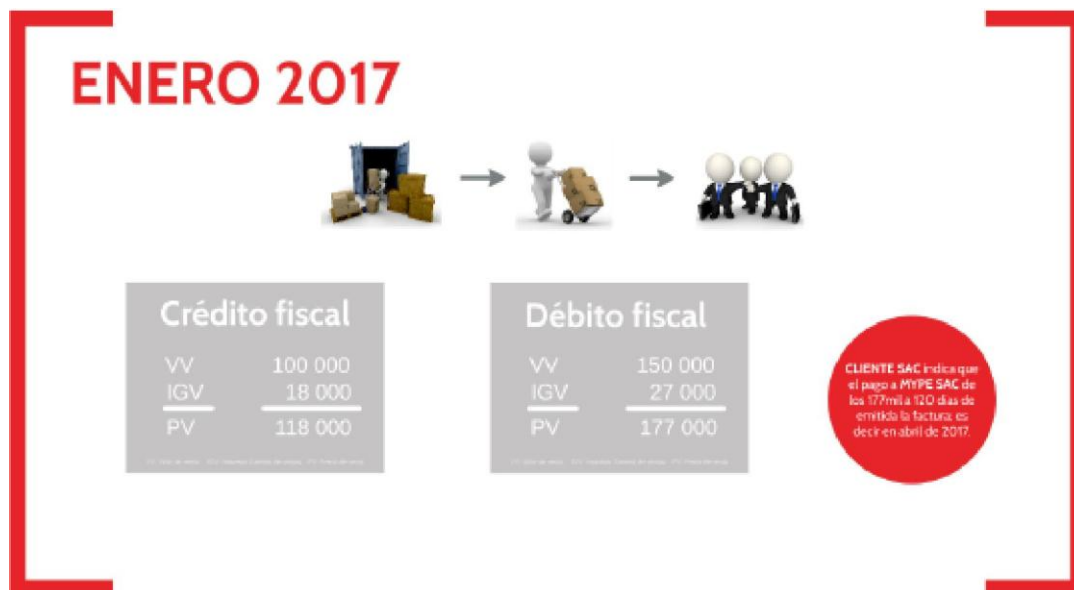 ENERO 2017
Crédito fiscal
VV 100 000
IGV 18 000
PV 118 000
Débito fiscal
VV 150 000
IGV 27 000
PV 177 000
CLIENTE SAC indica que
el pago a MYPE SAC de
los 177mil a 120 días de
emitida la factura; es
decir en abril de 2017.